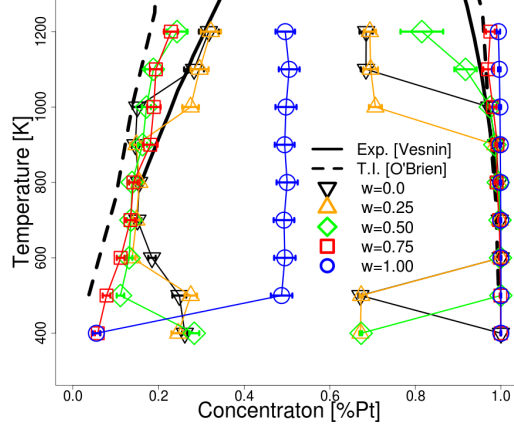 1200
1000
800
600
400
Temperature [K]
Exp. [Vesnin]
T.I. [O'Brien]
w=0.0
w=0.25
w=0.50
w=0.75
w=1.00
0.0 0.2 0.4 0.6 0.8 1.0
Concentraton [%Pt]